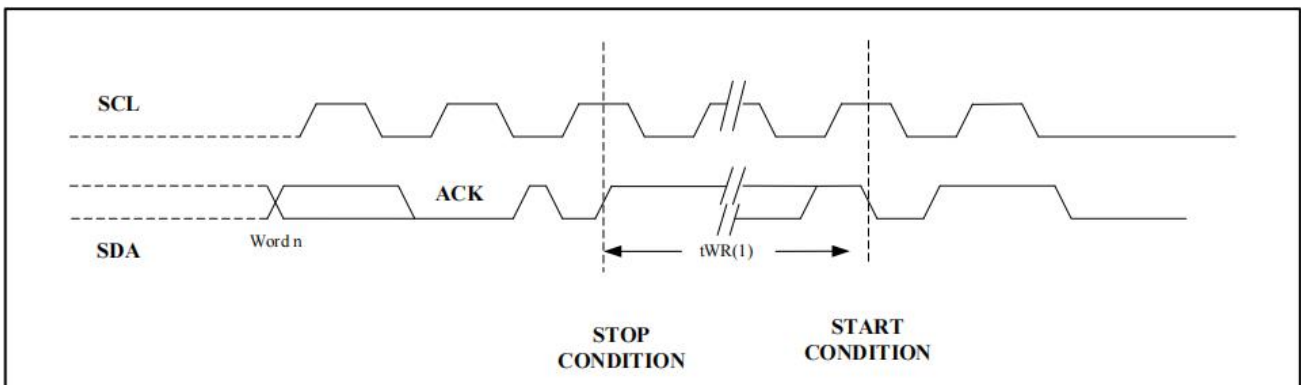 SCL
ACK
Word n
SDA
tWR(1)
STOP
CONDITION
START
CONDITION